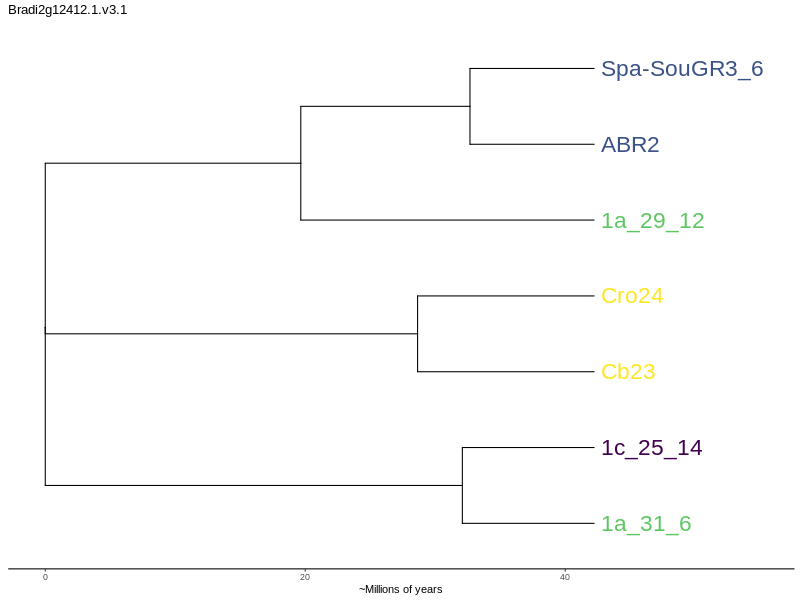 Bradi2g12412.1.v3.1
Spa-SouGR3_6
ABR2
1a_29_12
Cro24
Cb23
1c_25_14
1a_31_6
0 20 40
~Millions of years